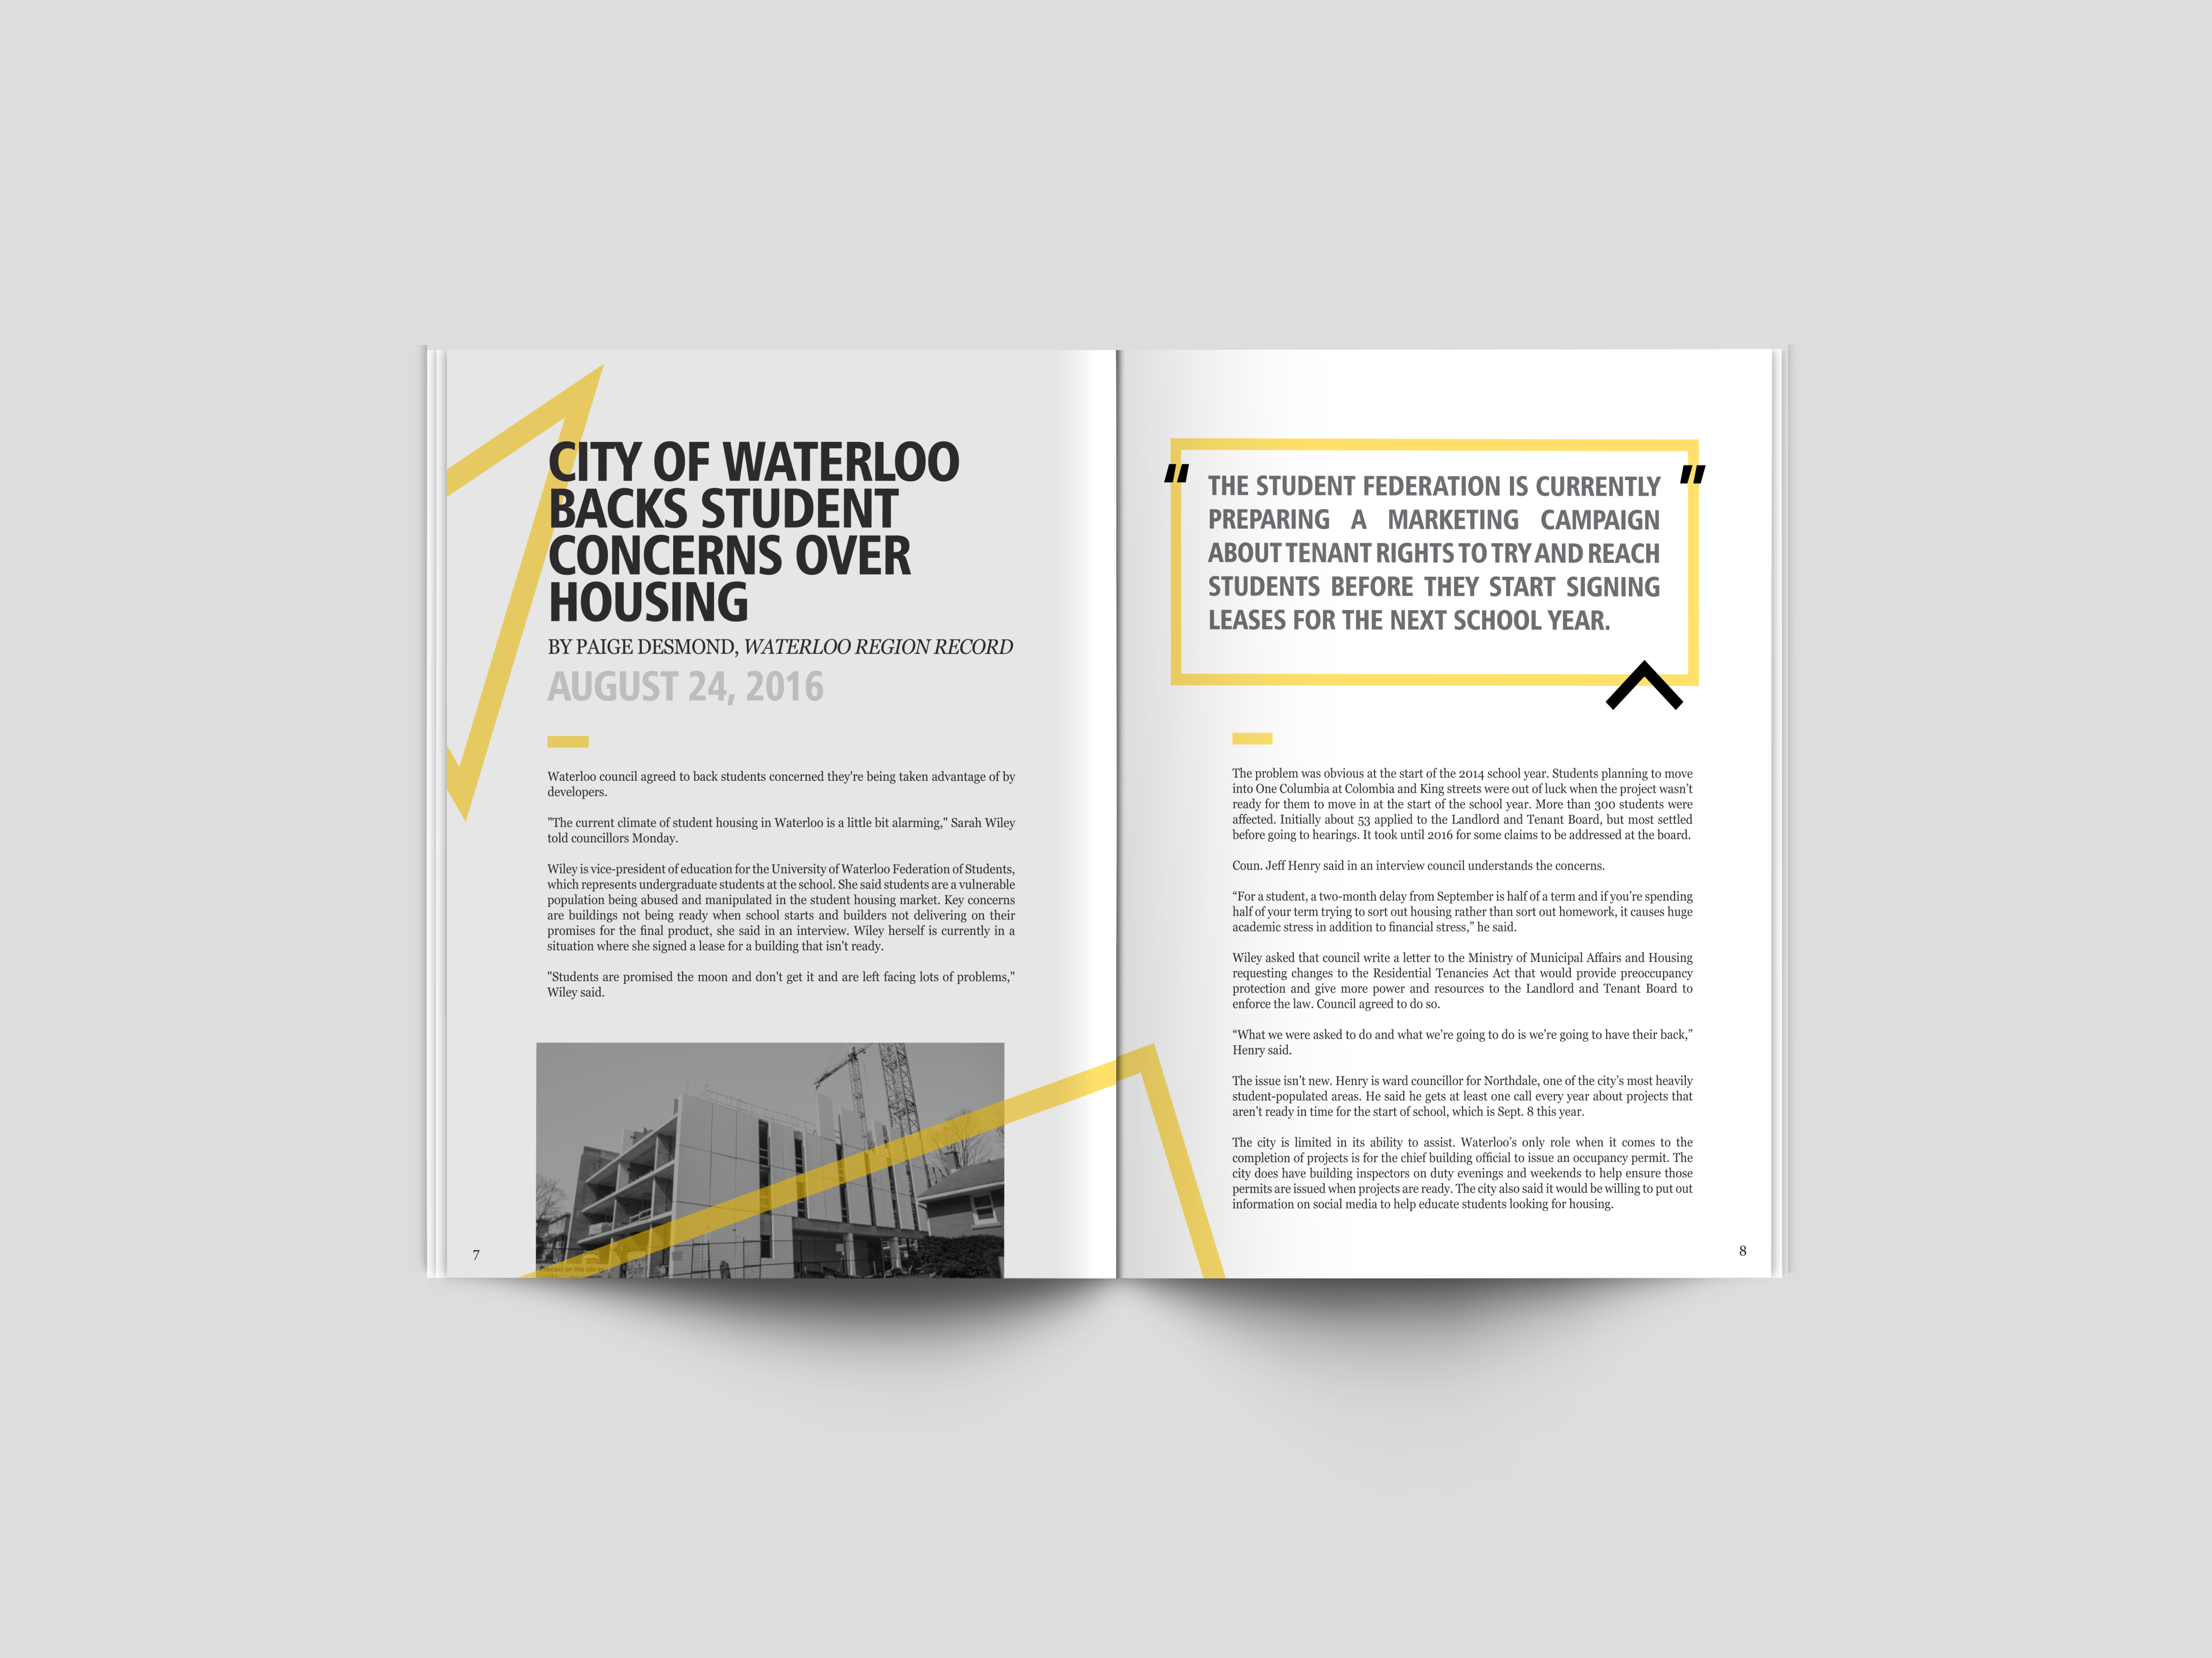 CITY OF WATERLOO
BACKS STUDENT
CONCERNS OVER
HOUSING
BY PAIGE DESMOND, WATERLOO REGION RECORD
AUGUST 24, 2016
Waterloo council agreed to back students concerned they're being taken advantage of by
developers.
"The current climate of student housing in Waterloo is a little bit alarming," Sarah Wiley
told councillors Monday.
Wiley is vice-president of education for the University of Waterloo Federation of Students,
which represents undergraduate students at the school. She said students are a vulnerable
population being abused and manipulated in the student housing market. Key concerns
are buildings not being ready when school starts and builders not delivering on their
promises for the final product, she said in an interview. Wiley herself is currently in a
situation where she signed a lease for a building that isn't ready.
"Students are promised the moon and don't get it and are left facing lots of problems,"
Wiley said.
7
"
THE STUDENT FEDERATION IS CURRENTLY
PREPARING A MARKETING CAMPAIGN
ABOUT TENANT RIGHTS TO TRY AND REACH
STUDENTS BEFORE THEY START SIGNING
LEASES FOR THE NEXT SCHOOL YEAR.
"
The problem was obvious at the start of the 2014 school year. Students planning to move
into One Columbia at Colombia and King streets were out of luck when the project wasn’t
ready for them to move in at the start of the school year. More than 300 students were
affected. Initially about 53 applied to the Landlord and Tenant Board, but most settled
before going to hearings. It took until 2016 for some claims to be addressed at the board.
Coun. Jeff Henry said in an interview council understands the concerns.
“For a student, a two-month delay from September is half of a term and if you’re spending
half of your term trying to sort out housing rather than sort out homework, it causes huge
academic stress in addition to financial stress,” he said.
Wiley asked that council write a letter to the Ministry of Municipal Affairs and Housing
requesting changes to the Residential Tenancies Act that would provide preoccupancy
protection and give more power and resources to the Landlord and Tenant Board to
enforce the law. Council agreed to do so.
“What we were asked to do and what we’re going to do is we’re going to have their back,”
Henry said.
The issue isn’t new. Henry is ward councillor for Northdale, one of the city’s most heavily
student-populated areas. He said he gets at least one call every year about projects that
aren’t ready in time for the start of school, which is Sept. 8 this year.
The city is limited in its ability to assist. Waterloo’s only role when it comes to the
completion of projects is for the chief building official to issue an occupancy permit. The
city does have building inspectors on duty evenings and weekends to help ensure those
permits are issued when projects are ready. The city also said it would be willing to put out
information on social media to help educate students looking for housing.
8